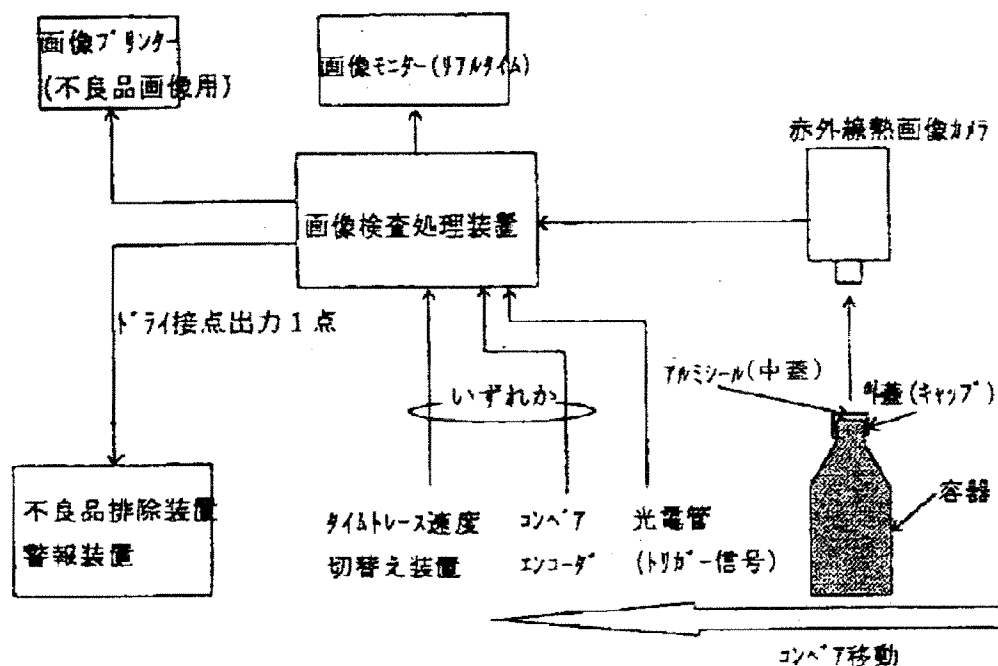 画像プリンター
(不良品画像用)
画像モニター(リアルタイム)
赤外線熱画像カメラ
画像検査処理装置
ドライ接点出力1点
アルミシール(中蓋)
外蓋(キャップ)
いずれか
容器
不良品排除装置
警報装置
タイムトレース速度
切替え装置
コンベア
エンコーダ
光電管
(トリガー信号)
コンベア移動